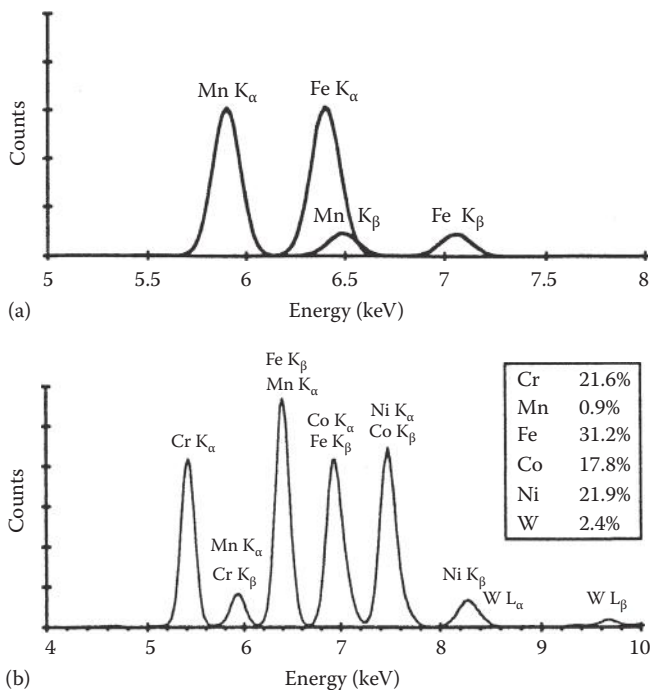 Mn Kα Fe Kα
Counts
Mn Kβ Fe Kβ
5 5.5 6 6.5 7 7.5 8
(a) Energy (keV)
Fe Kβ
Mn Kα
Ni Kα
Co Kα
Co Kβ
Cr Kα
Fe Kβ
Cr 21.6%
Mn 0.9%
Fe 31.2%
Co 17.8%
Ni 21.9%
W 2.4%
Counts
Mn Kα
Cr Kβ
Ni Kβ
W Lα
W Lβ
4 5 6 7 8 9 10
(b) Energy (keV)